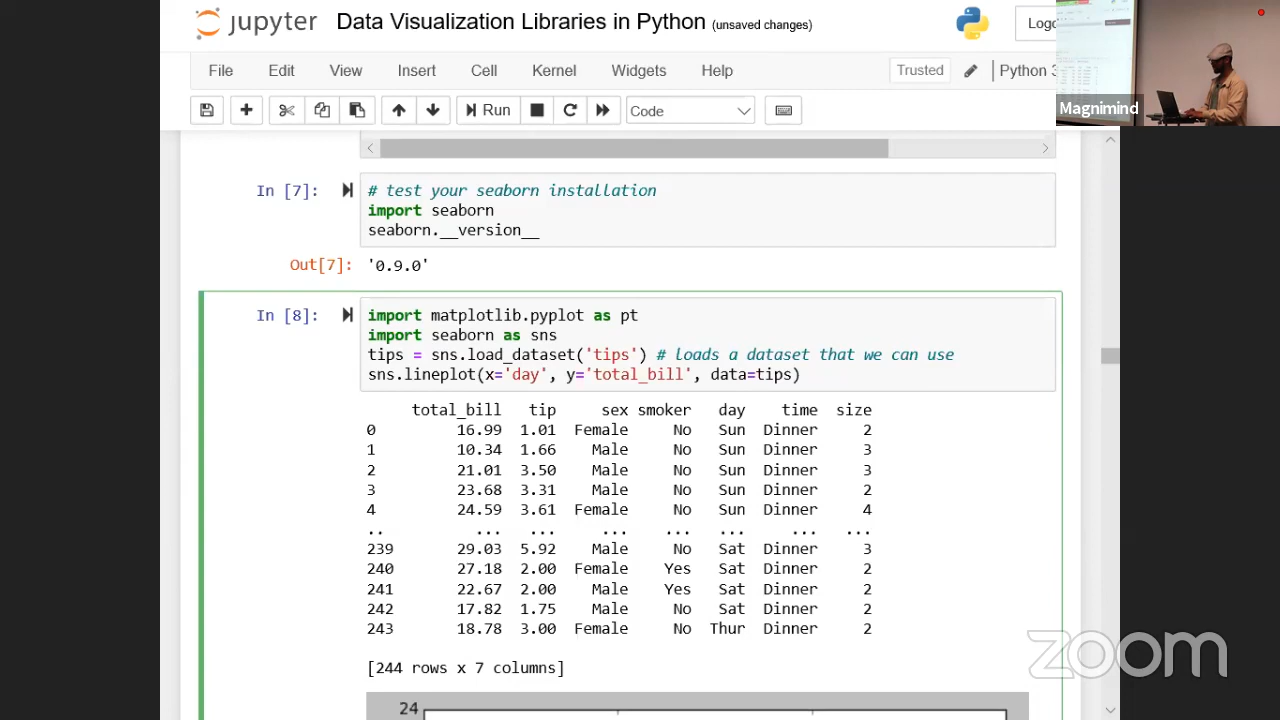 jupyter Data Visualization Libraries in Python (unsaved changes)
File Edit View Insert Cell Kernel Widgets Help Trusted Python 3
Run Code
Magnimind
In [7]: # test your seaborn installation
import seaborn
seaborn.__version__
Out[7]: '0.9.0'
In [8]: import matplotlib.pyplot as pt
import seaborn as sns
tips = sns.load_dataset('tips') # loads a dataset that we can use
sns.lineplot(x='day', y='total_bill', data=tips)
total_bill tip sex smoker day time size
0 16.99 1.01 Female No Sun Dinner 2
1 10.34 1.66 Male No Sun Dinner 3
2 21.01 3.50 Male No Sun Dinner 3
3 23.68 3.31 Male No Sun Dinner 2
4 24.59 3.61 Female No Sun Dinner 4
.. ... ... ... ... ... ... ...
239 29.03 5.92 Male No Sat Dinner 3
240 27.18 2.00 Female Yes Sat Dinner 2
241 22.67 2.00 Male Yes Sat Dinner 2
242 17.82 1.75 Male No Sat Dinner 2
243 18.78 3.00 Female No Thur Dinner 2
[244 rows x 7 columns]
24
zoom